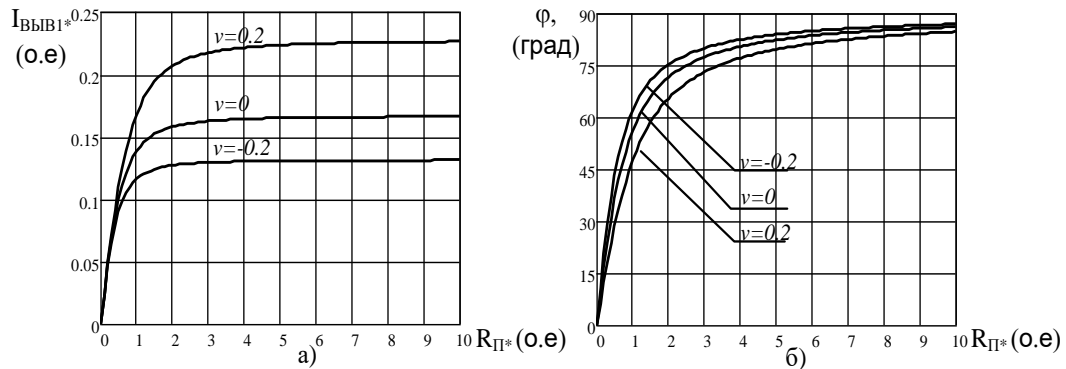 I_ВЫВ1*
(о.е)
0.25
0.2
0.15
0.1
0.05
0
v=0.2
v=0
v=-0.2
0 1 2 3 4 5 6 7 8 9 10
R_П* (о.е)
а)
φ,
(град)
90
75
60
45
30
15
0
v=-0.2
v=0
v=0.2
0 1 2 3 4 5 6 7 8 9 10
R_П* (о.е)
б)